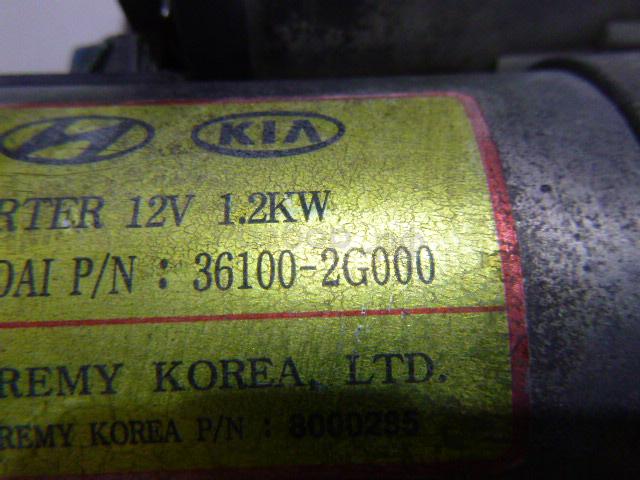 KIA
RTER 12V 1.2KW
DAI P/N : 36100-2G000
REMY KOREA, LTD.
REMY KOREA P/N : 8000285